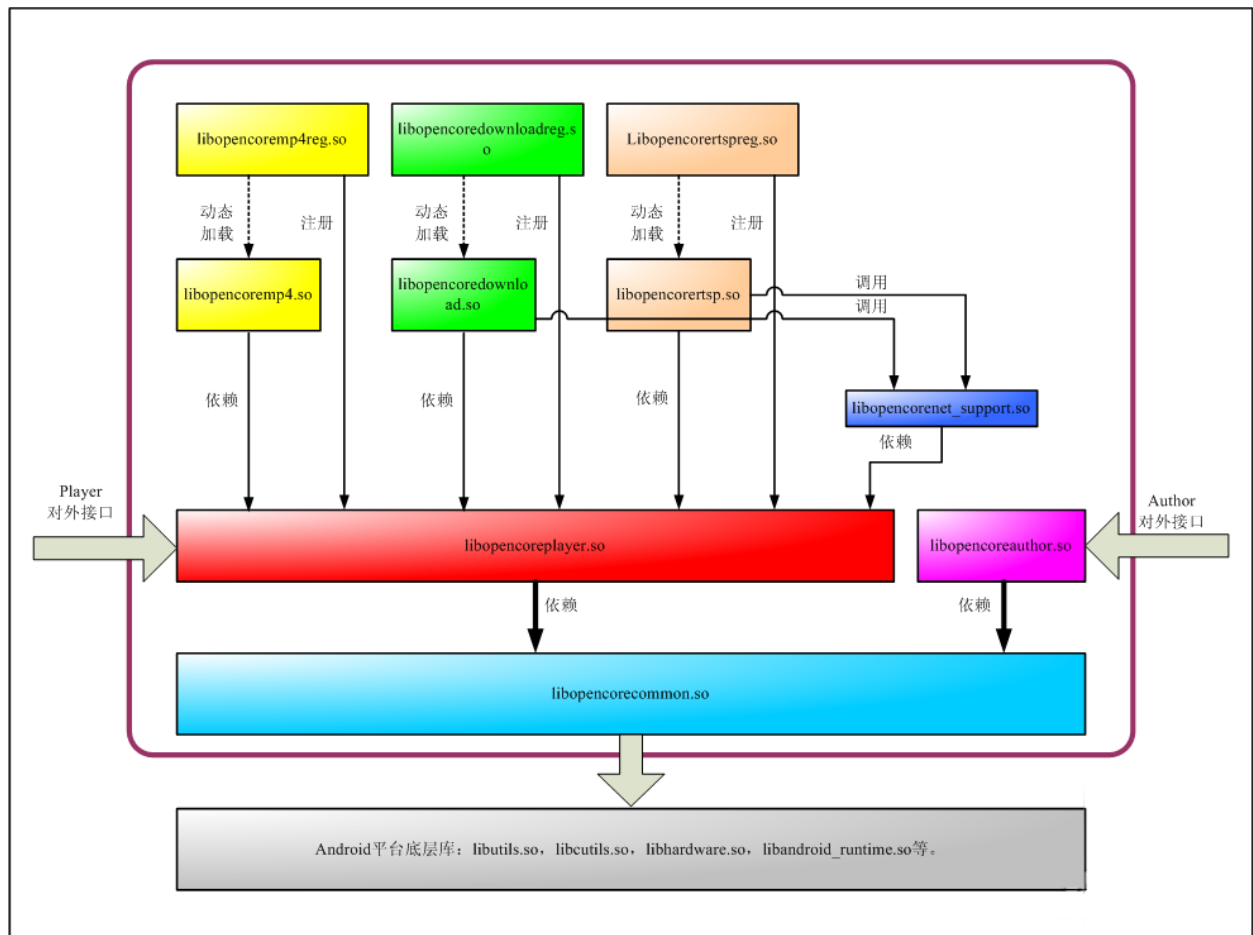 libopencoremp4reg.so
libopencoredownloadreg.s
o
Libopencorertspreg.so
动态
加载
注册
动态
加载
注册
动态
加载
注册
libopencoremp4.so
libopencoredownlo
ad.so
libopencorertsp.so
调用
调用
依赖
依赖
依赖
libopencorenet_support.so
依赖
Player
对外接口
Author
对外接口
libopencoreplayer.so
libopencoreauthor.so
依赖
依赖
libopencorecommon.so
Android平台底层库：libutils.so，libcutils.so，libhardware.so，libandroid_runtime.so等。